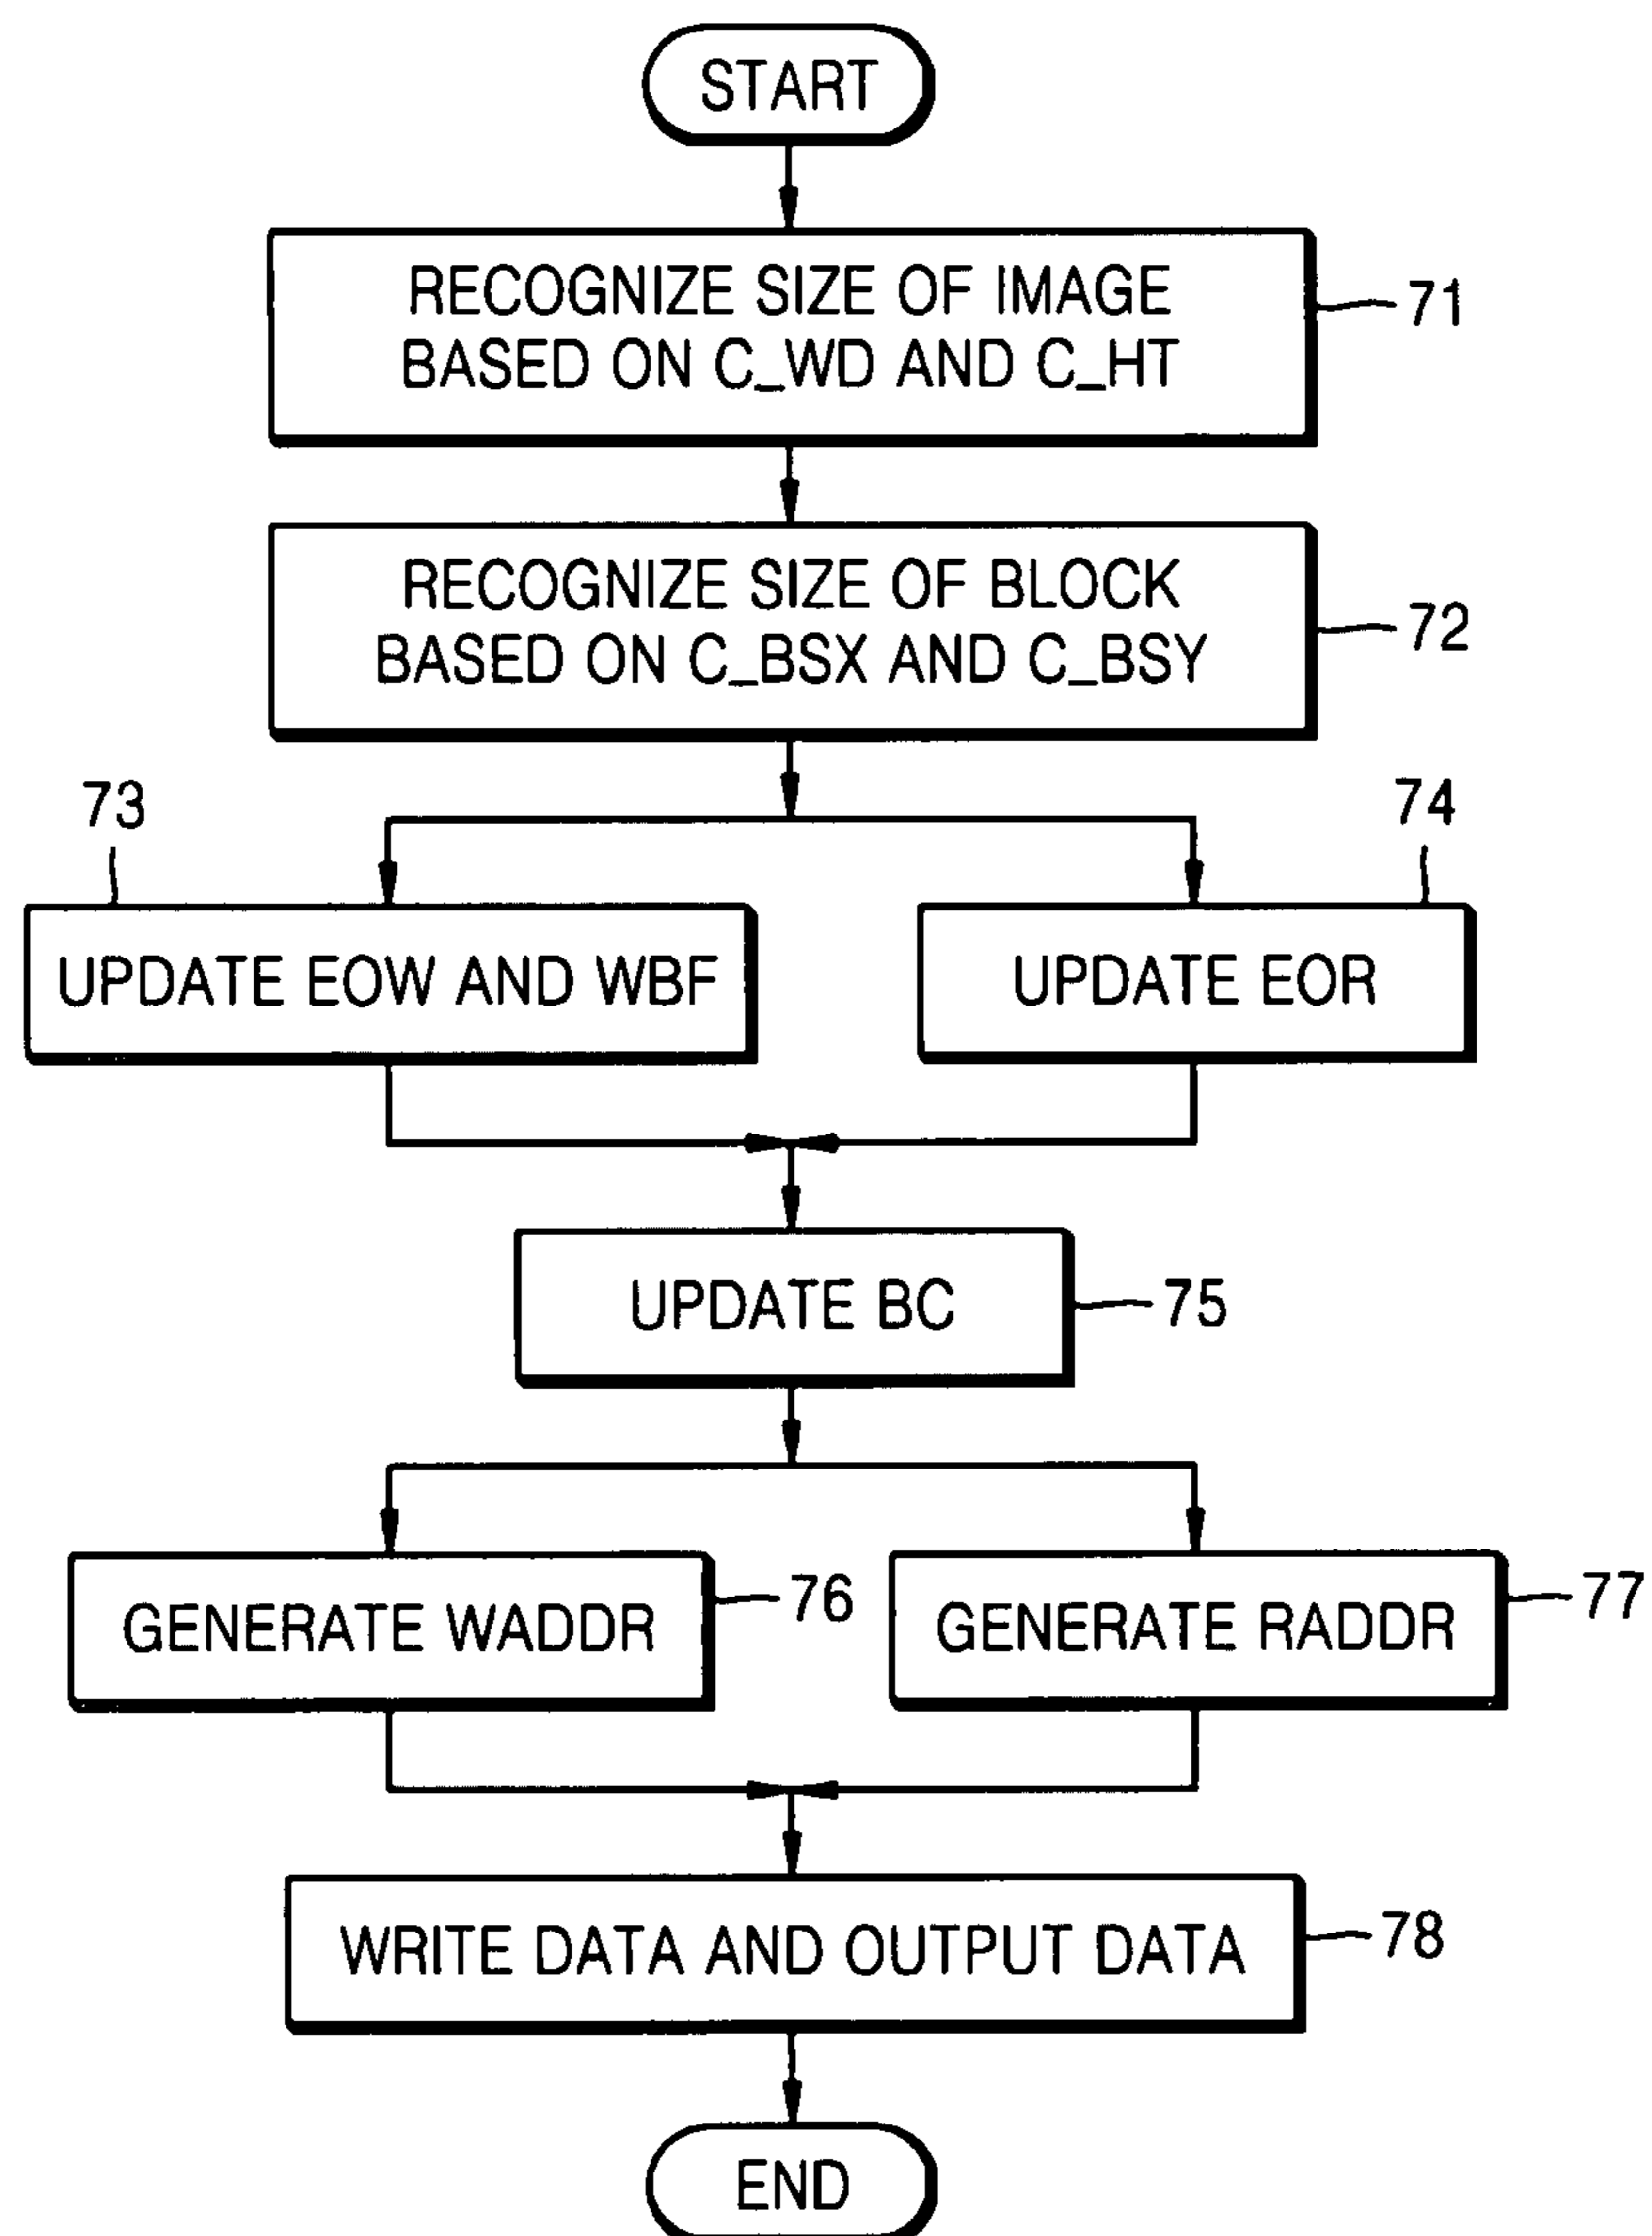 START
RECOGNIZE SIZE OF IMAGE
BASED ON C_WD AND C_HT
71
RECOGNIZE SIZE OF BLOCK
BASED ON C_BSX AND C_BSY
72
73
74
UPDATE EOW AND WBF
UPDATE EOR
UPDATE BC
75
GENERATE WADDR
76
GENERATE RADDR
77
WRITE DATA AND OUTPUT DATA
78
END